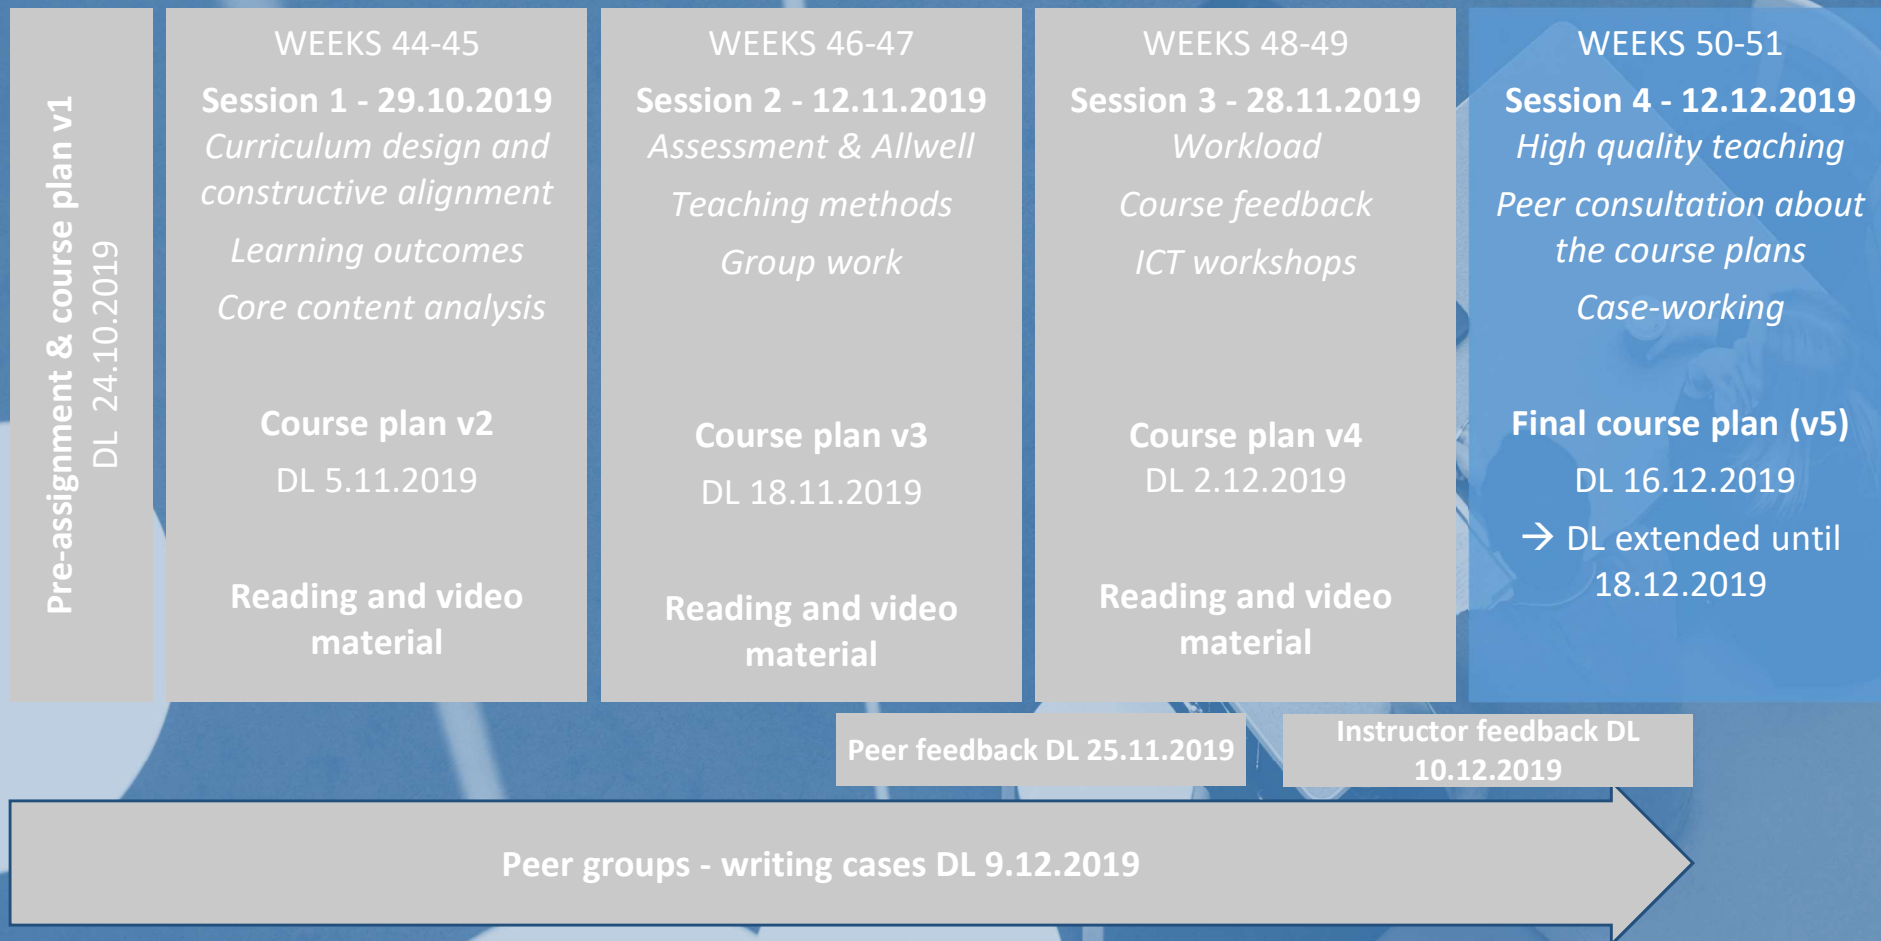 Pre-assignment & course plan v1
DL 24.10.2019
WEEKS 44-45
Session 1 - 29.10.2019
Curriculum design and
constructive alignment
Learning outcomes
Core content analysis
Course plan v2
DL 5.11.2019
Reading and video
material
WEEKS 46-47
Session 2 - 12.11.2019
Assessment & Allwell
Teaching methods
Group work
Course plan v3
DL 18.11.2019
Reading and video
material
WEEKS 48-49
Session 3 - 28.11.2019
Workload
Course feedback
ICT workshops
Course plan v4
DL 2.12.2019
Reading and video
material
WEEKS 50-51
Session 4 - 12.12.2019
High quality teaching
Peer consultation about
the course plans
Case-working
Final course plan (v5)
DL 16.12.2019
→ DL extended until
18.12.2019
Peer feedback DL 25.11.2019
Instructor feedback DL
10.12.2019
Peer groups - writing cases DL 9.12.2019